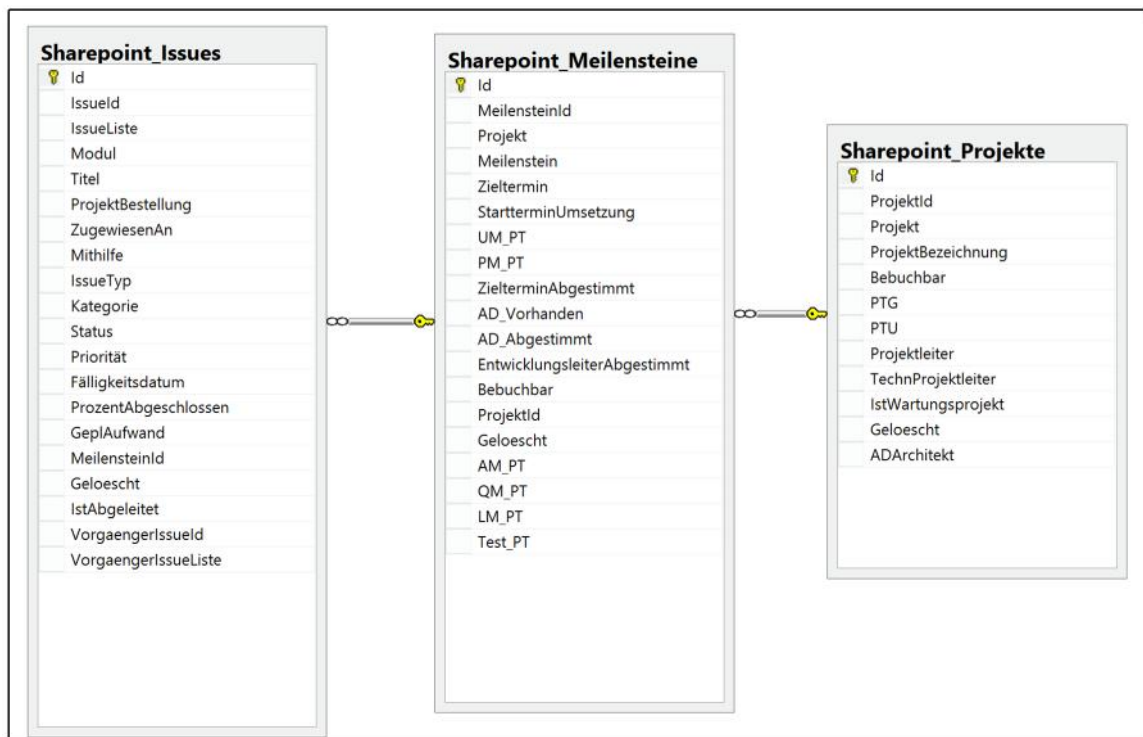 Sharepoint_Issues
Id
IssueId
IssueListe
Modul
Titel
ProjektBestellung
ZugewiesenAn
Mithilfe
IssueTyp
Kategorie
Status
Priorität
Fälligkeitsdatum
ProzentAbgeschlossen
GeplAufwand
MeilensteinId
Geloescht
IstAbgeleitet
VorgaengerIssueId
VorgaengerIssueListe
Sharepoint_Meilensteine
Id
MeilensteinId
Projekt
Meilenstein
Zieltermin
StartterminUmsetzung
UM_PT
PM_PT
ZielterminAbgestimmt
AD_Vorhanden
AD_Abgestimmt
EntwicklungsleiterAbgestimmt
Bebuchbar
ProjektId
Geloescht
AM_PT
QM_PT
LM_PT
Test_PT
Sharepoint_Projekte
Id
ProjektId
Projekt
ProjektBezeichnung
Bebuchbar
PTG
PTU
Projektleiter
TechnProjektleiter
IstWartungsprojekt
Geloescht
ADArchitekt